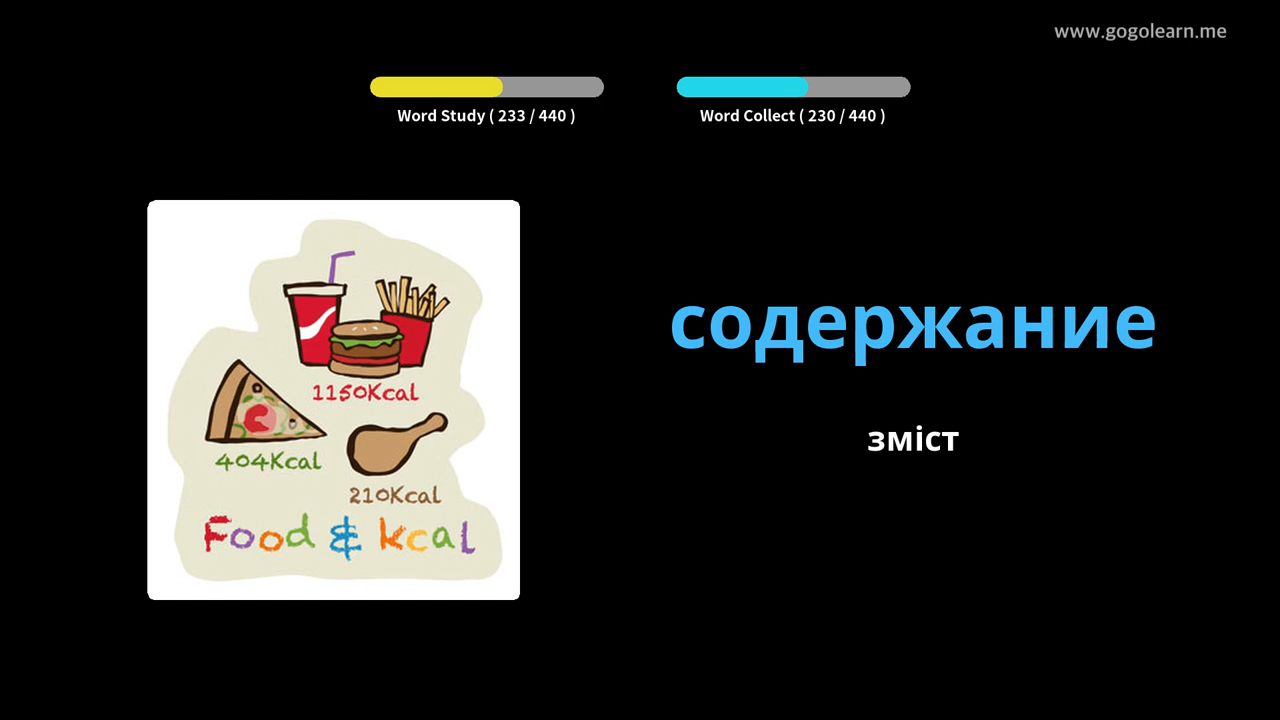 www.gogolearn.me
Word Study ( 233 / 440 )
Word Collect ( 230 / 440 )
1150Kcal
404Kcal
210Kcal
Food & kcal
содержание
зміст